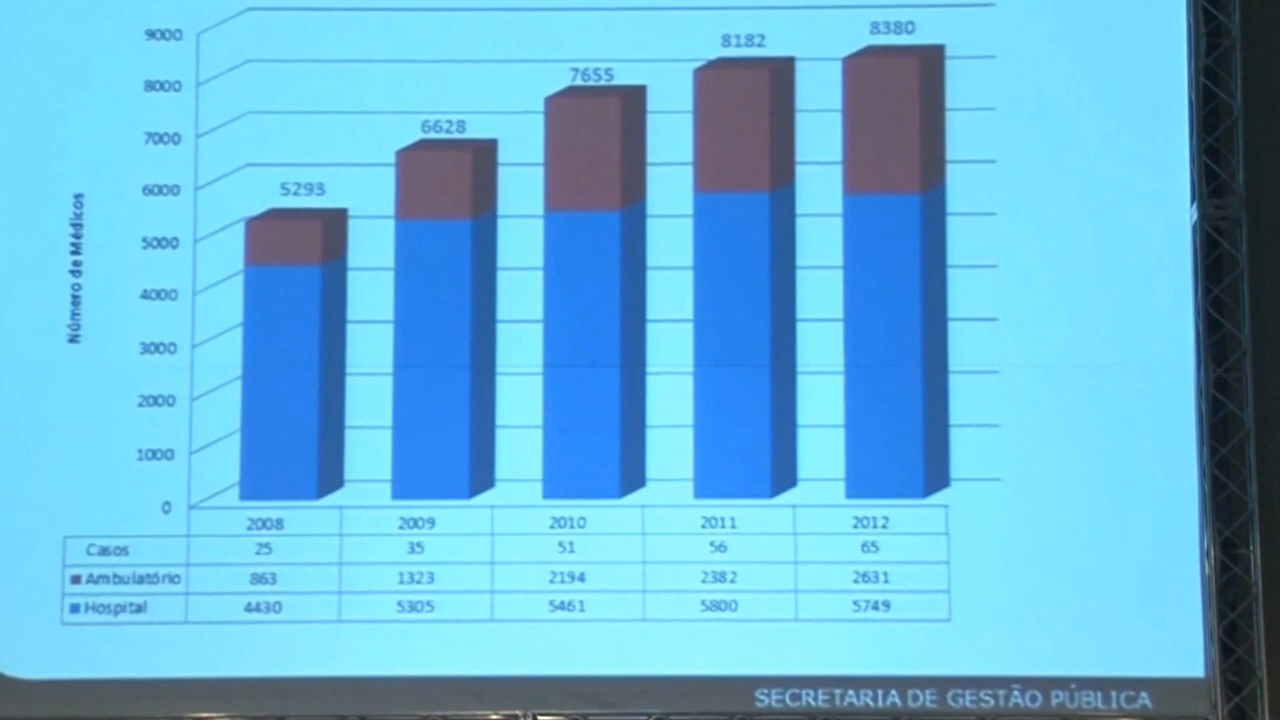 9000
8000
7000
6000
5000
4000
3000
2000
1000
0
Número de Médicos
5293
6628
7655
8182
8380
2008 2009 2010 2011 2012
Casos 25 35 51 56 65
Ambulatório 863 1323 2194 2382 2631
Hospital 4430 5305 5461 5800 5749
SECRETARIA DE GESTÃO PÚBLICA